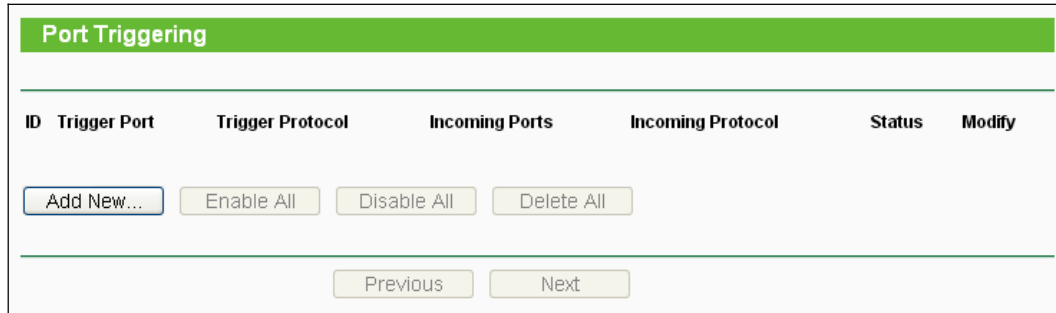 Port Triggering
ID Trigger Port Trigger Protocol Incoming Ports Incoming Protocol Status Modify
Add New... Enable All Disable All Delete All
Previous Next